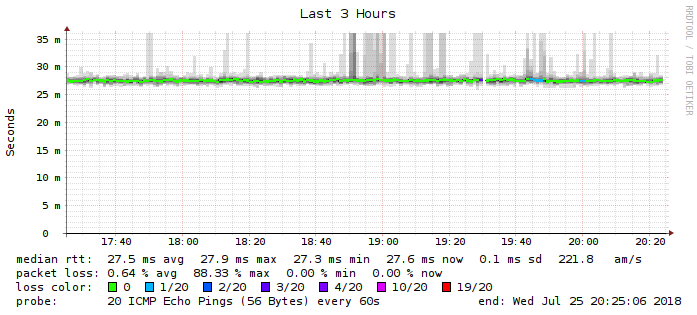 Last 3 Hours
RRDTOOL / TOBI OETIKER
Seconds
35 m
30 m
25 m
20 m
15 m
10 m
5 m
0
17:40 18:00 18:20 18:40 19:00 19:20 19:40 20:00 20:20
median rtt: 27.5 ms avg 27.9 ms max 27.3 ms min 27.6 ms now 0.1 ms sd 221.8 am/s
packet loss: 0.64 % avg 88.33 % max 0.00 % min 0.00 % now
loss color: 0 1/20 2/20 3/20 4/20 10/20 19/20
probe: 20 ICMP Echo Pings (56 Bytes) every 60s end: Wed Jul 25 20:25:06 2018